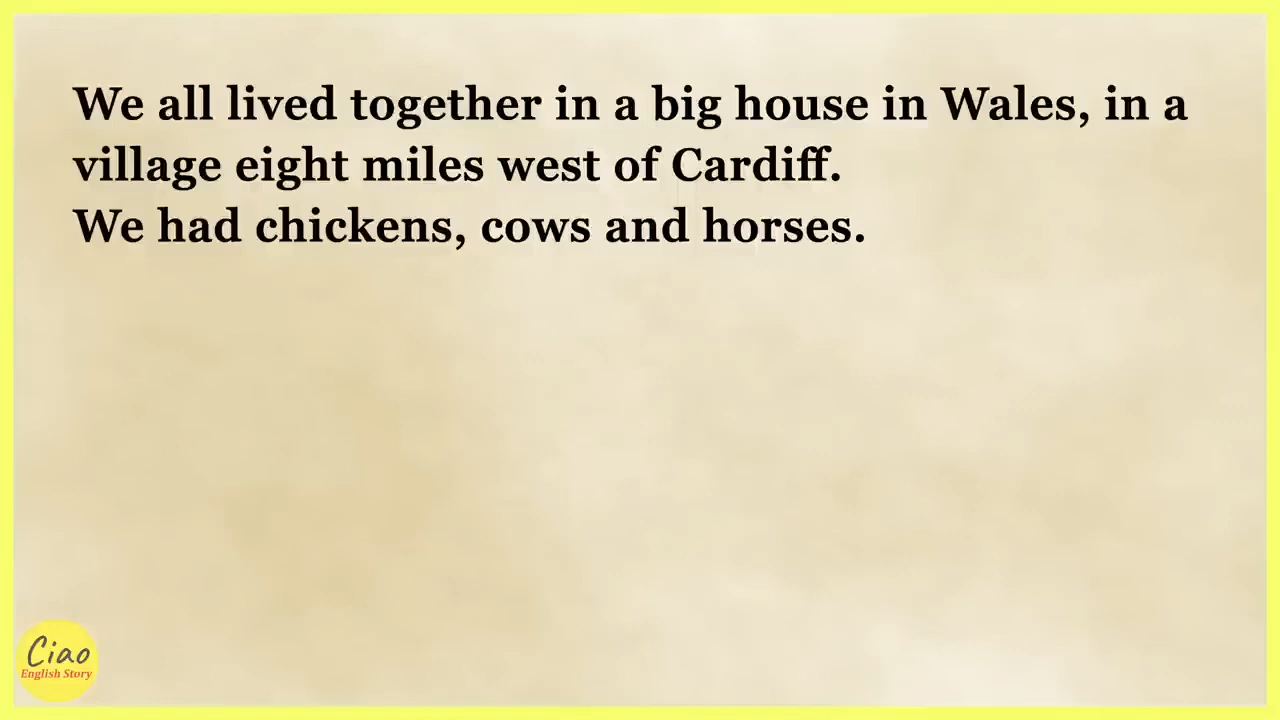 We all lived together in a big house in Wales, in a
village eight miles west of Cardiff.
We had chickens, cows and horses.
Ciao
English Story